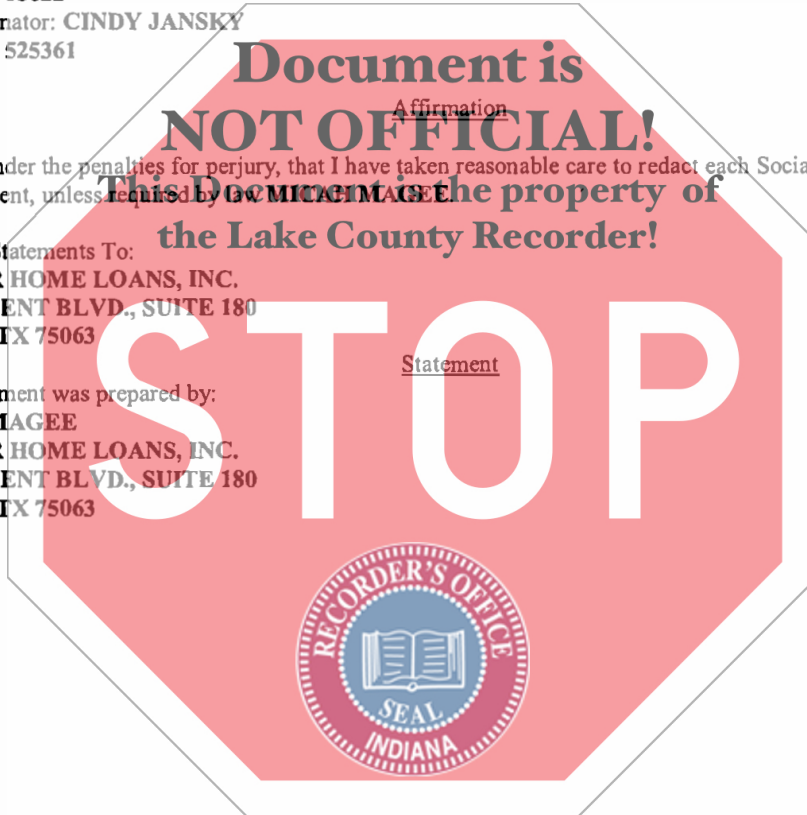 nator: CINDY JANSKY
525361
Document is
Affirmation
NOT OFFICIAL!
nder the penalties for perjury, that I have taken reasonable care to redact each Socia
ent, unless required by law MICAH MAGEE.
This Document is the property of
the Lake County Recorder!
tatements To:
R HOME LOANS, INC.
ENT BLVD., SUITE 180
TX 75063
STOP
Statement
ment was prepared by:
MAGEE
R HOME LOANS, INC.
ENT BLVD., SUITE 180
TX 75063
RECORDER'S OFFICE
SEAL
INDIANA